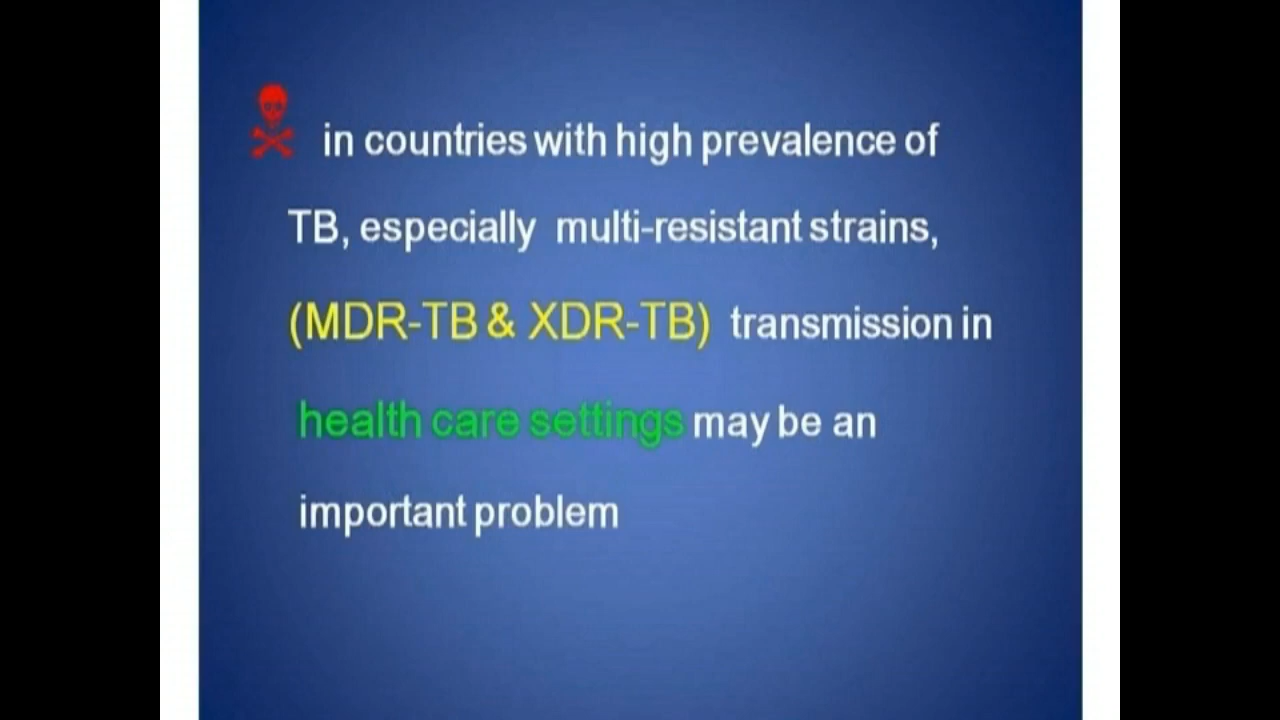 in countries with high prevalence of
TB, especially multi-resistant strains,
(MDR-TB & XDR-TB) transmission in
health care settings may be an
important problem